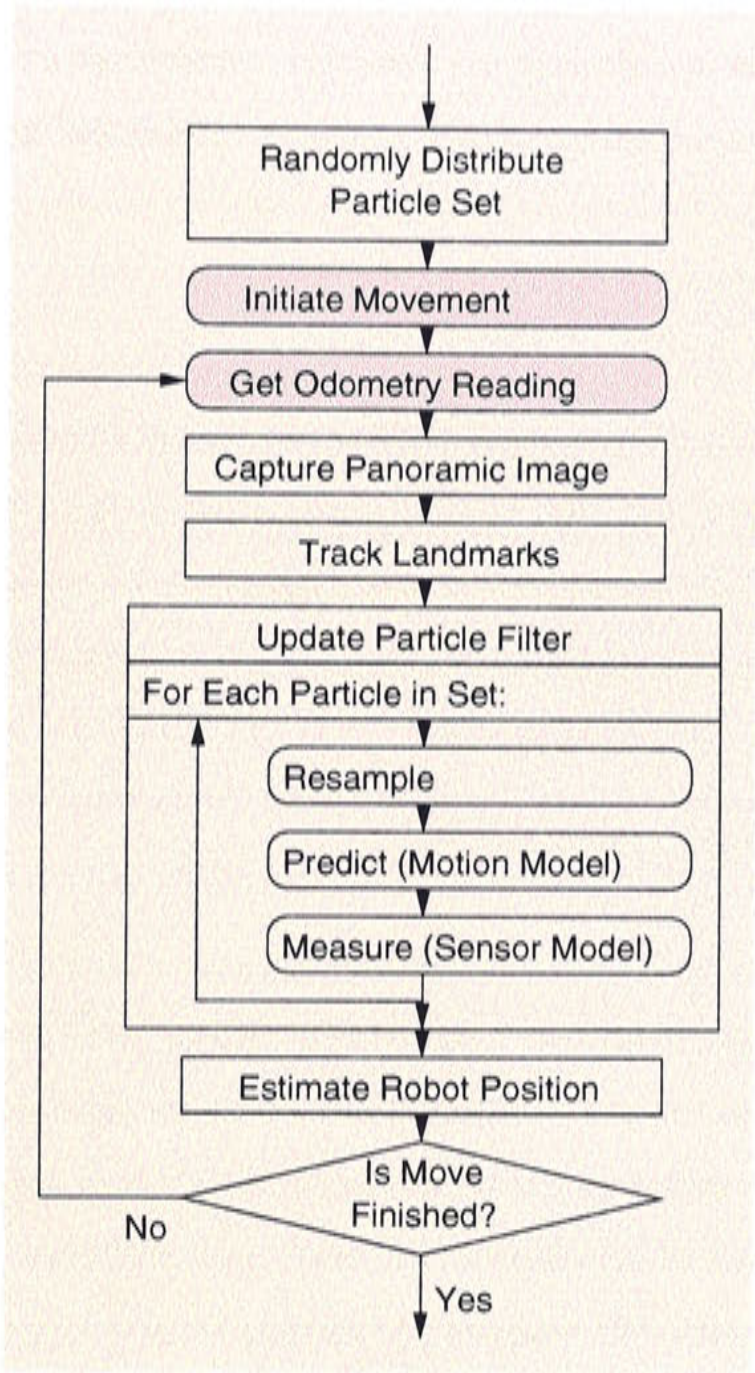 Randomly Distribute
Particle Set
Initiate Movement
Get Odometry Reading
Capture Panoramic Image
Track Landmarks
Update Particle Filter
For Each Particle in Set:
Resample
Predict (Motion Model)
Measure (Sensor Model)
Estimate Robot Position
Is Move
Finished?
No
Yes